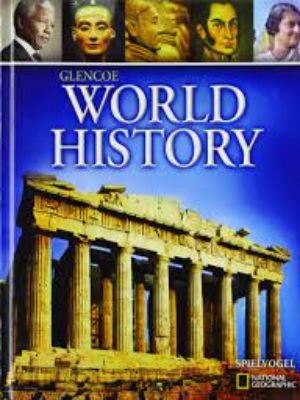 GLENCOE
WORLD
HISTORY
SPIELVOGEL
NATIONAL
GEOGRAPHIC